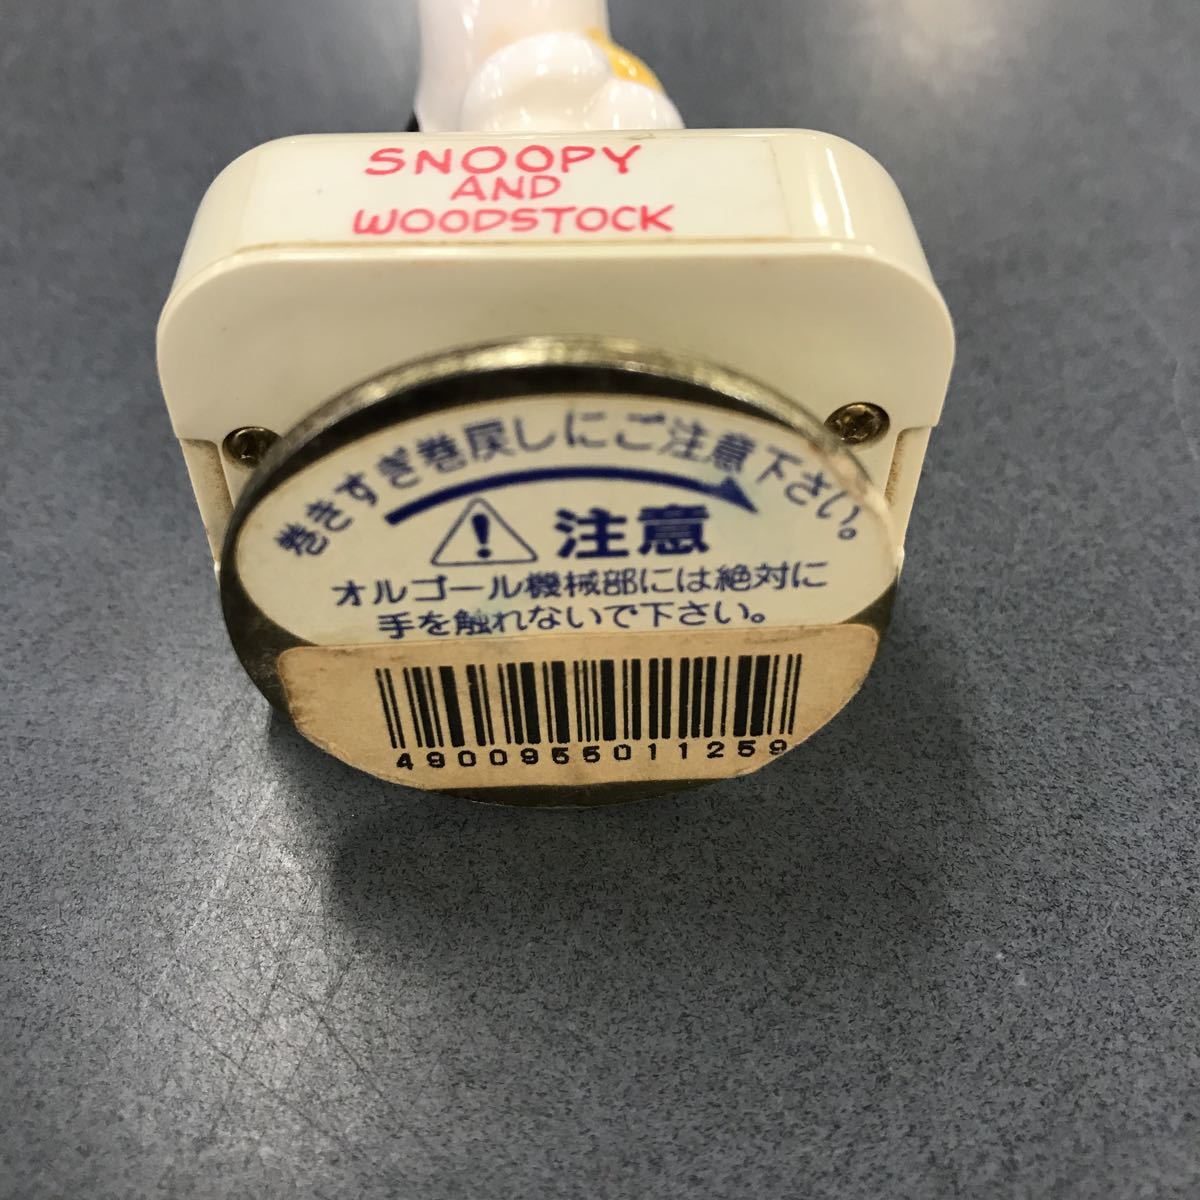 SNOOPY
AND
WOODSTOCK
巻きすぎ巻戻しにご注意下さい。
注意
オルゴール機械部には絶対に
手を触れないで下さい。
4900955011259